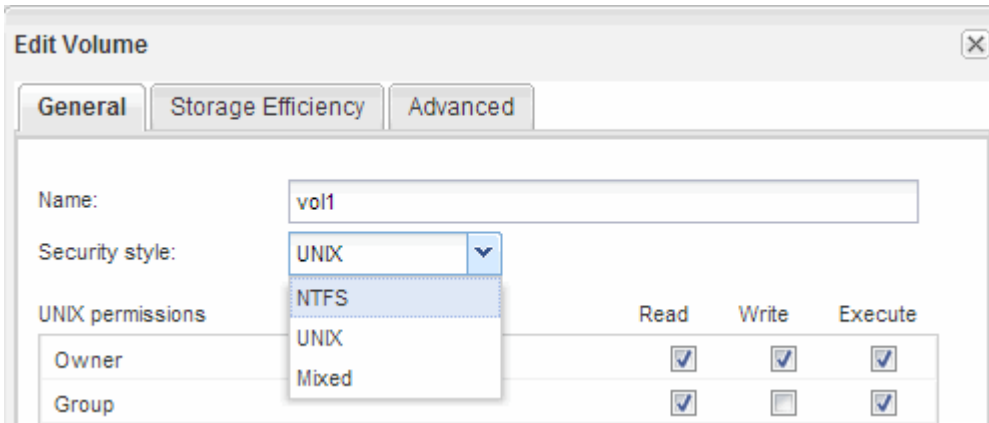 Edit Volume
General Storage Efficiency Advanced
Name: vol1
Security style: UNIX
NTFS
UNIX permissions Read Write Execute
UNIX
Owner
Mixed
Group